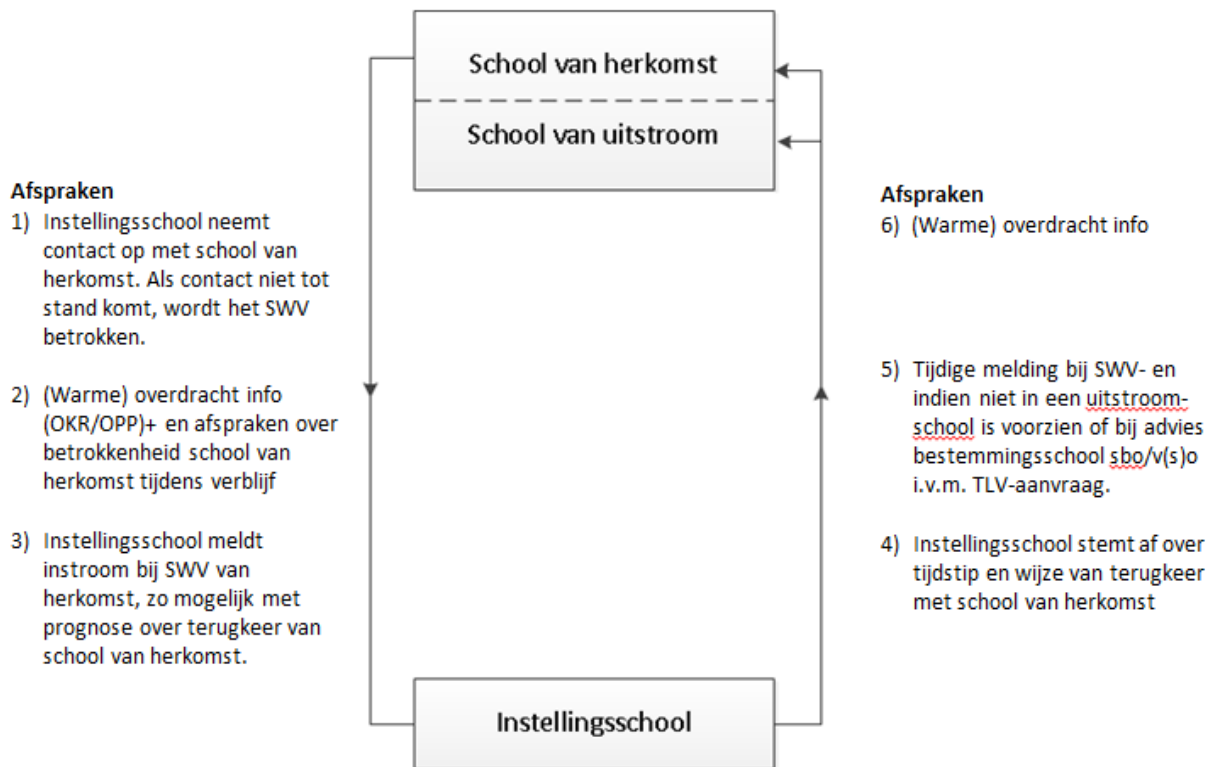 School van herkomst
School van uitstroom
Afspraken
1) Instellingsschool neemt
contact op met school van
herkomst. Als contact niet tot
stand komt, wordt het SWV
betrokken.
2) (Warme) overdracht info
(OKR/OPP)+ en afspraken over
betrokkenheid school van
herkomst tijdens verblijf
3) Instellingsschool meldt
instroom bij SWV van
herkomst, zo mogelijk met
prognose over terugkeer van
school van herkomst.
Afspraken
6) (Warme) overdracht info
5) Tijdige melding bij SWV- en
indien niet in een uitstroom-
school is voorzien of bij advies
bestemmingsschool sbo/v(s)o
i.v.m. TLV-aanvraag.
4) Instellingsschool stemt af over
tijdstip en wijze van terugkeer
met school van herkomst
Instellingsschool